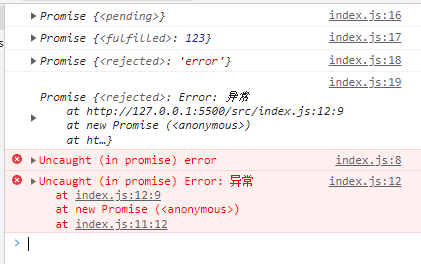 Promise {<pending>} index.js:16
Promise {<fulfilled>: 123} index.js:17
Promise {<rejected>: 'error'} index.js:18
index.js:19
Promise {<rejected>: Error: 异常
at http://127.0.0.1:5500/src/index.js:12:9
at new Promise (<anonymous>)
at ht…}
Uncaught (in promise) error index.js:8
Uncaught (in promise) Error: 异常 index.js:12
at index.js:12:9
at new Promise (<anonymous>)
at index.js:11:12